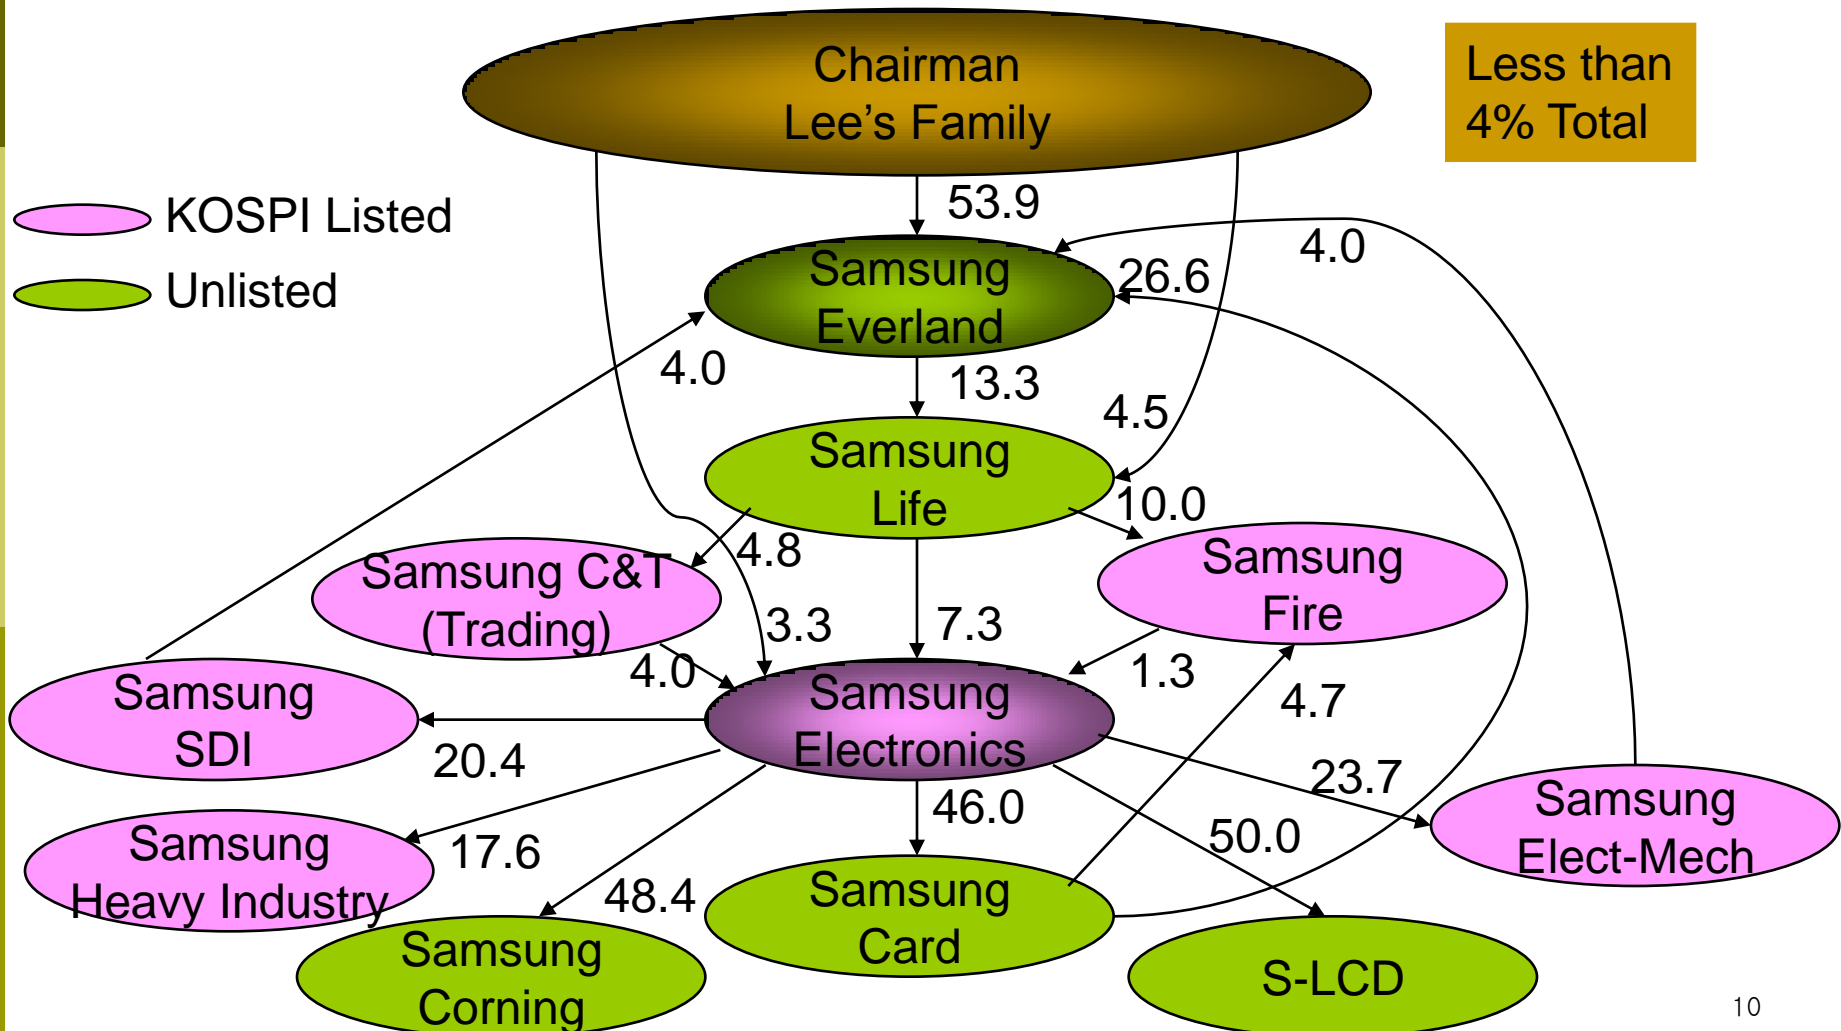 Chairman
Lee's Family
Less than
4% Total
KOSPI Listed
Unlisted
53.9
4.0
Samsung
Everland
26.6
4.0
13.3
4.5
Samsung
Life
10.0
4.8
Samsung C&T
(Trading)
Samsung
Fire
3.3
7.3
4.0
1.3
4.7
Samsung
SDI
Samsung
Electronics
20.4
23.7
46.0
50.0
Samsung
Elect-Mech
17.6
Samsung
Heavy Industry
48.4
Samsung
Card
Samsung
Corning
S-LCD
10